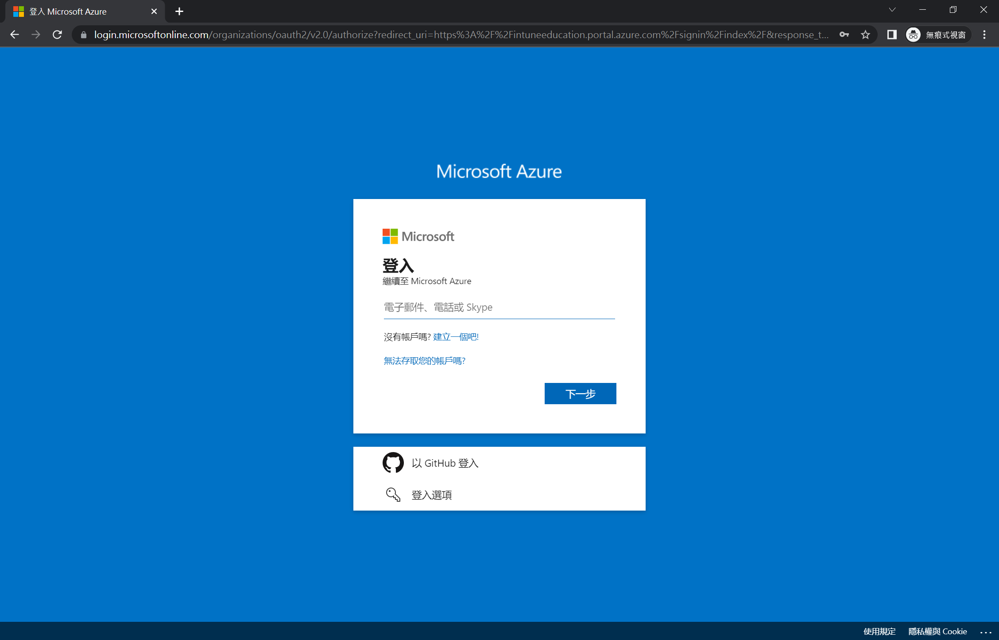 登入 Microsoft Azure
login.microsoftonline.com/organizations/oauth2/v2.0/authorize?redirect_uri=https%3A%2F%2Fintuneeducation.portal.azure.com%2Fsignin%2Findex%2F&response_t...
無痕式視窗
Microsoft Azure
Microsoft
登入
繼續至 Microsoft Azure
電子郵件、電話或 Skype
沒有帳戶嗎? 建立一個吧!
無法存取您的帳戶嗎?
下一步
以 GitHub 登入
登入選項
使用規定 隱私權與 Cookie ...